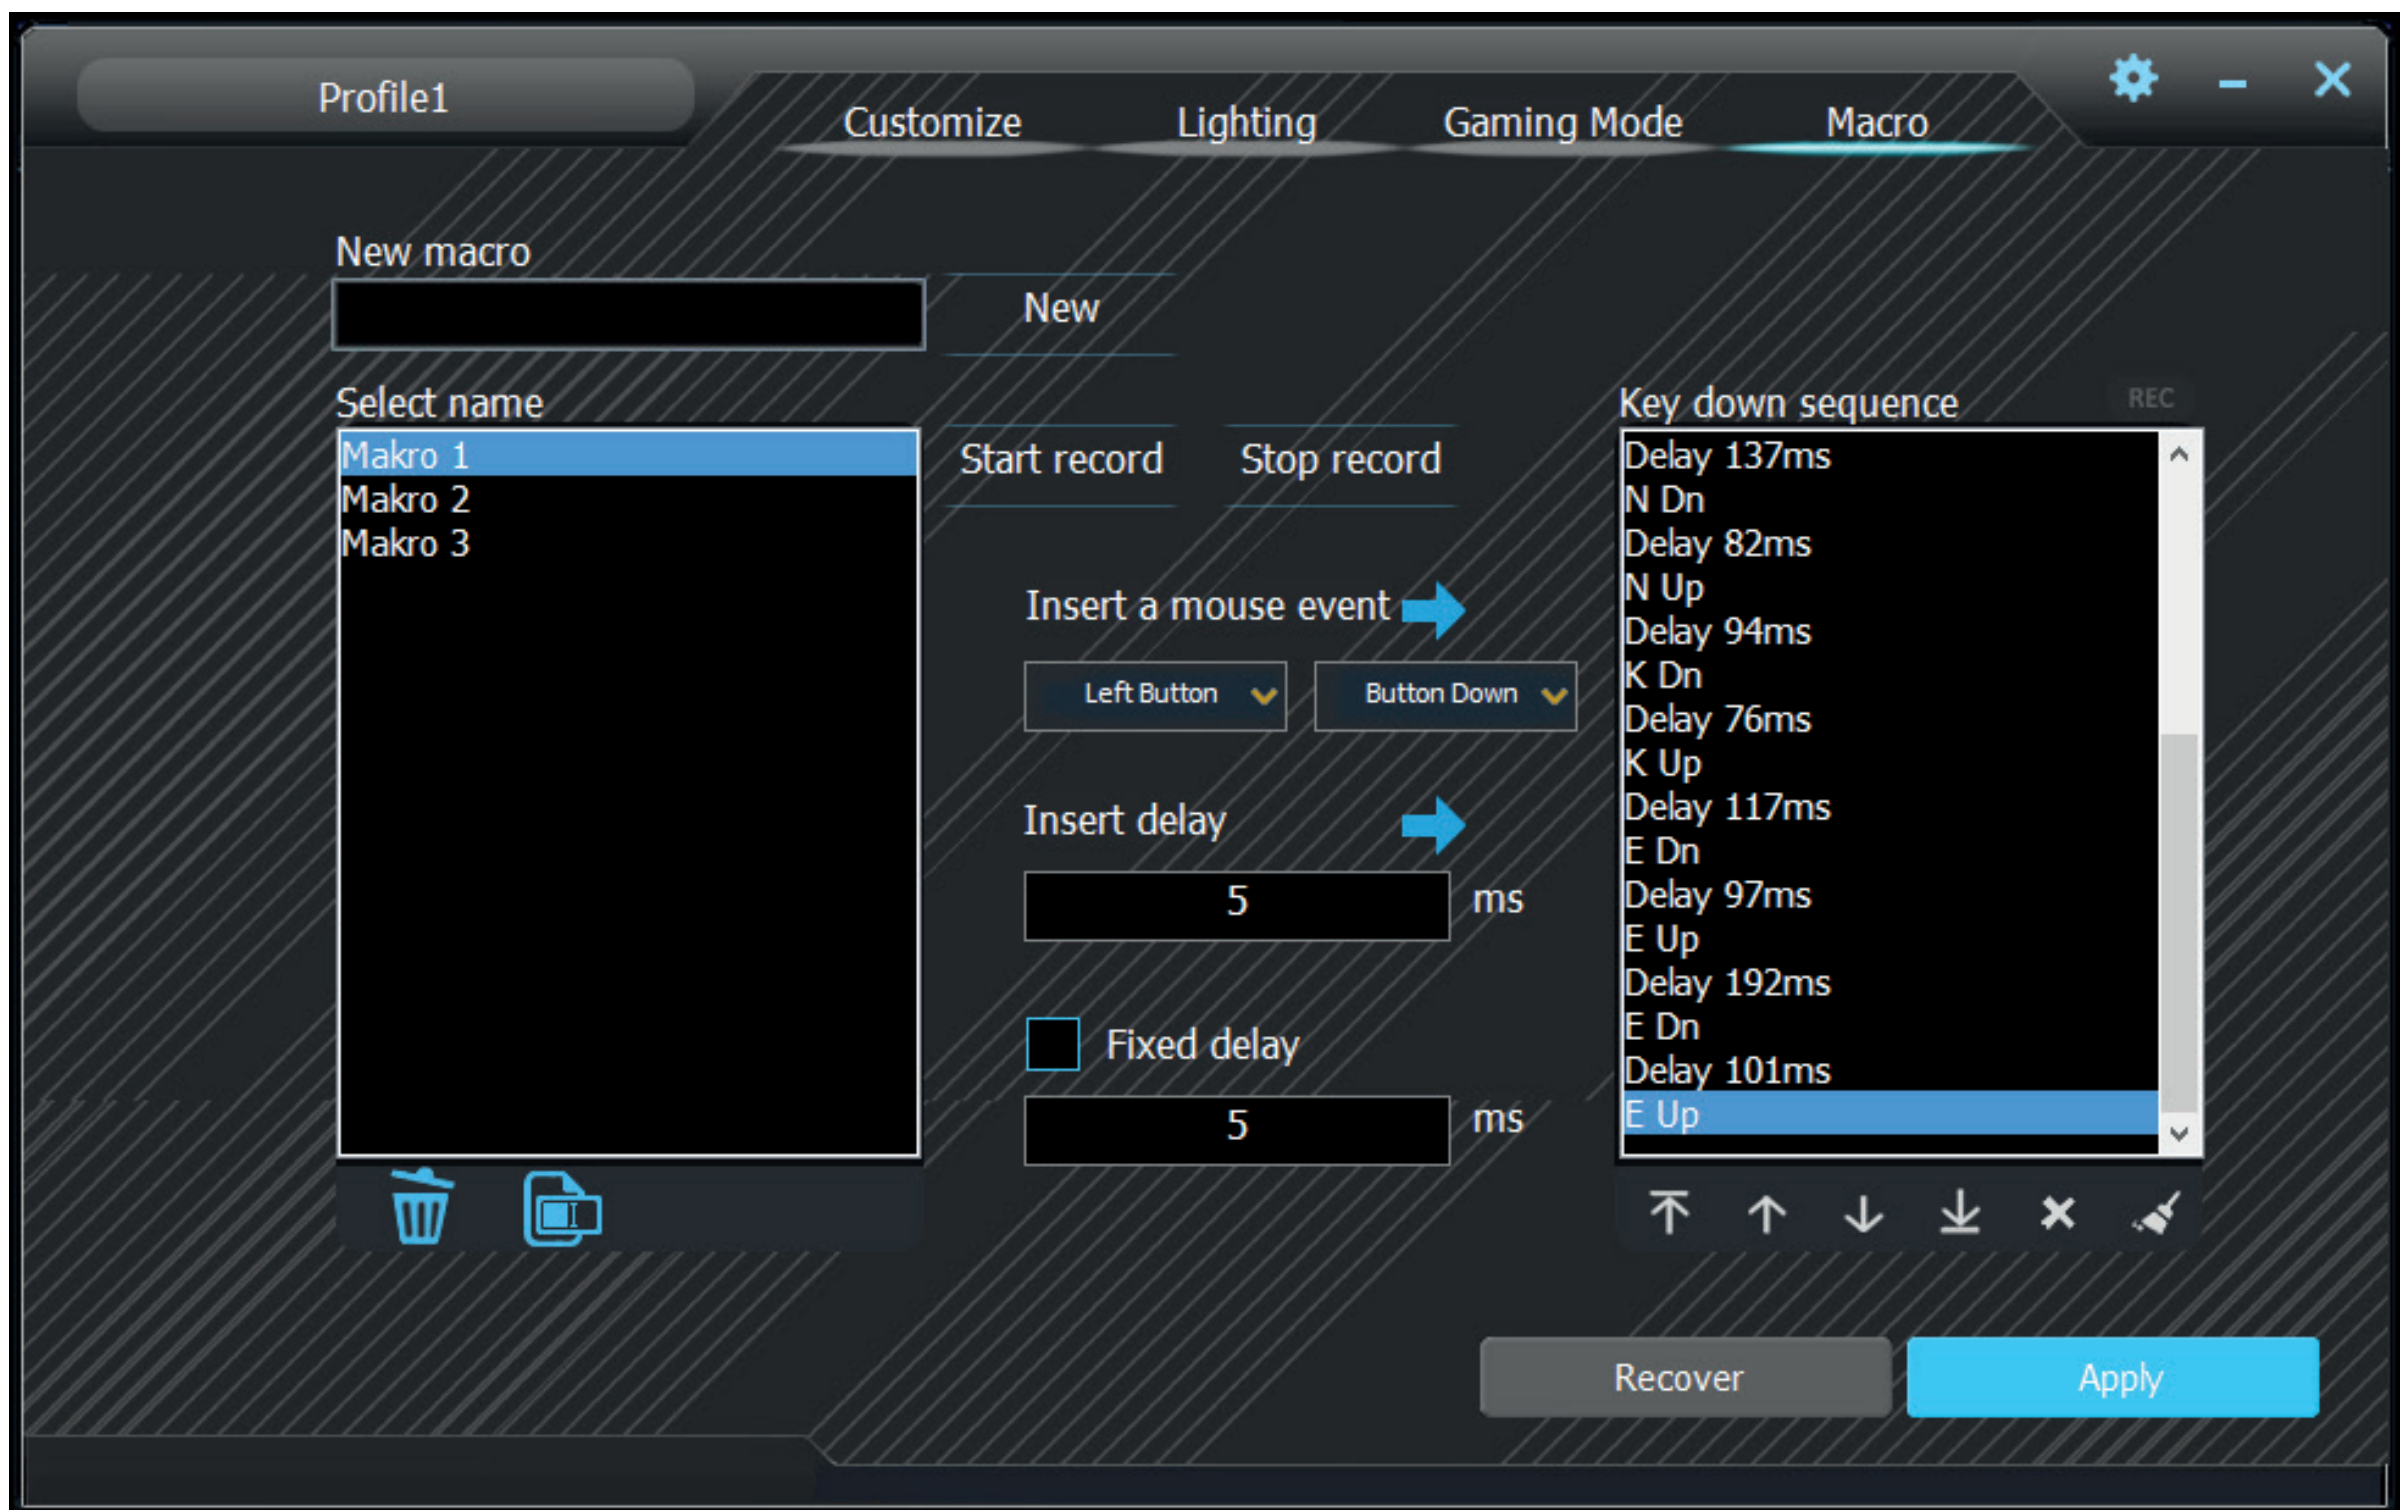 Profile1
Customize
Lighting
Gaming Mode
Macro
New macro
New
Select name
Makro 1
Makro 2
Makro 3
Start record
Stop record
Insert a mouse event
Left Button
Button Down
Insert delay
5
ms
Fixed delay
5
ms
Key down sequence
REC
Delay 137ms
N Dn
Delay 82ms
N Up
Delay 94ms
K Dn
Delay 76ms
K Up
Delay 117ms
E Dn
Delay 97ms
E Up
Delay 192ms
E Dn
Delay 101ms
E Up
Recover
Apply